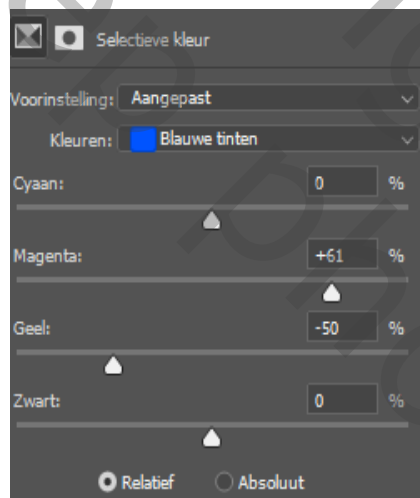 Selectieve kleur
Voorinstelling: Aangepast
Kleuren: Blauwe tinten
Cyaan: 0 %
Magenta: +61 %
Geel: -50 %
Zwart: 0 %
Relatief Absoluut